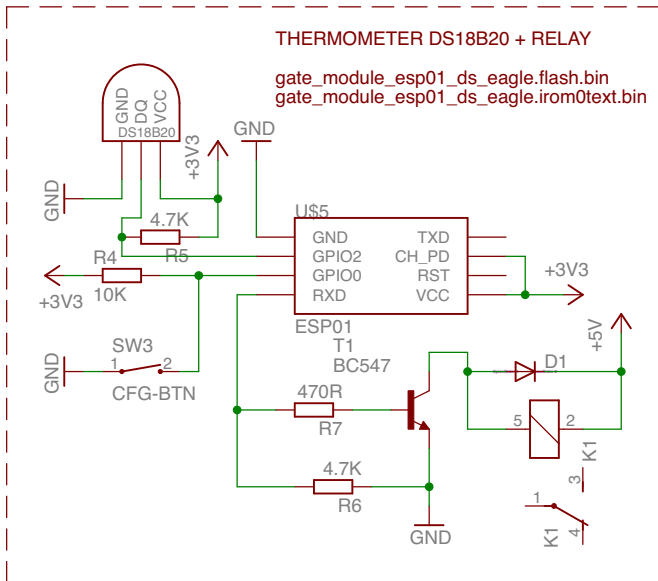 THERMOMETER DS18B20 + RELAY
gate_module_esp01_ds_eagle.flash.bin
gate_module_esp01_ds_eagle.irom0text.bin
GND
DQ
VCC
DS18B20
GND
+3V3
GND
4.7K
R5
U$5
GND
TXD
GPIO2
CH_PD
GPIO0
RST
RXD
VCC
ESP01
R4
10K
+3V3
+3V3
SW3
1
2
CFG-BTN
GND
T1
BC547
470R
R7
4.7K
R6
GND
D1
+5V
5
2
K1
3
1
4
K1